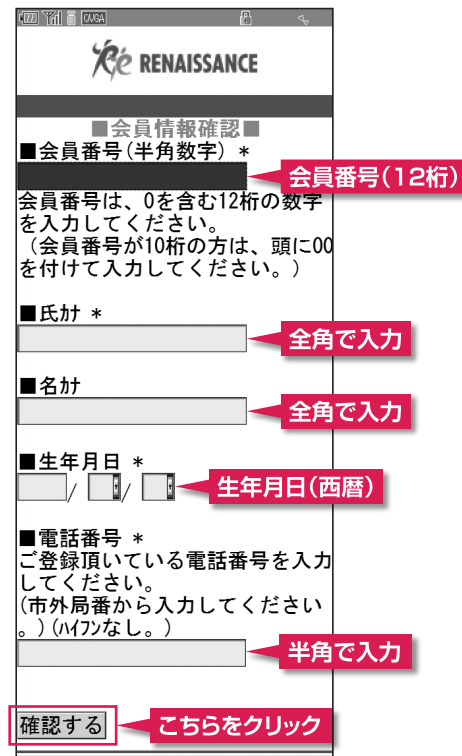 QVGA
Ré RENAISSANCE
■会員情報確認■
■会員番号(半角数字) *
会員番号(12桁)
会員番号は、0を含む12桁の数字
を入力してください。
(会員番号が10桁の方は、頭に00
を付けて入力してください。)
■氏ｶﾅ *
全角で入力
■名ｶﾅ
全角で入力
■生年月日 *
/ /
生年月日(西暦)
■電話番号 *
ご登録頂いている電話番号を入力
してください。
(市外局番から入力してください
。)(ﾊｲﾌﾝなし。)
半角で入力
確認する
こちらをクリック